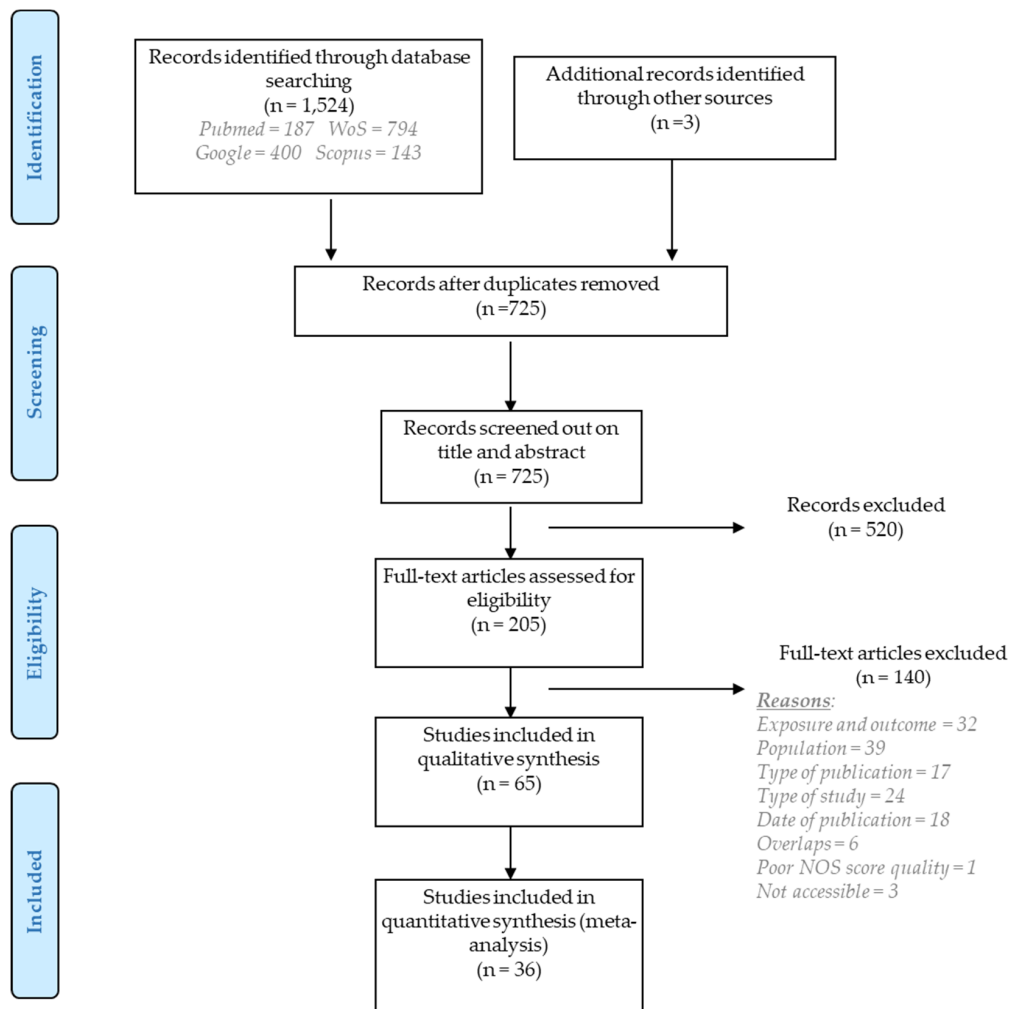 Identification
Records identified through database
searching
(n = 1,524)
Pubmed = 187 WoS = 794
Google = 400 Scopus = 143
Additional records identified
through other sources
(n =3)
Screening
Records after duplicates removed
(n =725)
Records screened out on
title and abstract
(n = 725)
Records excluded
(n = 520)
Eligibility
Full-text articles assessed for
eligibility
(n = 205)
Full-text articles excluded
(n = 140)
Reasons:
Exposure and outcome = 32
Population = 39
Type of publication = 17
Type of study = 24
Date of publication = 18
Overlaps = 6
Poor NOS score quality = 1
Not accessible = 3
Studies included in
qualitative synthesis
(n = 65)
Included
Studies included in
quantitative synthesis (meta-
analysis)
(n = 36)